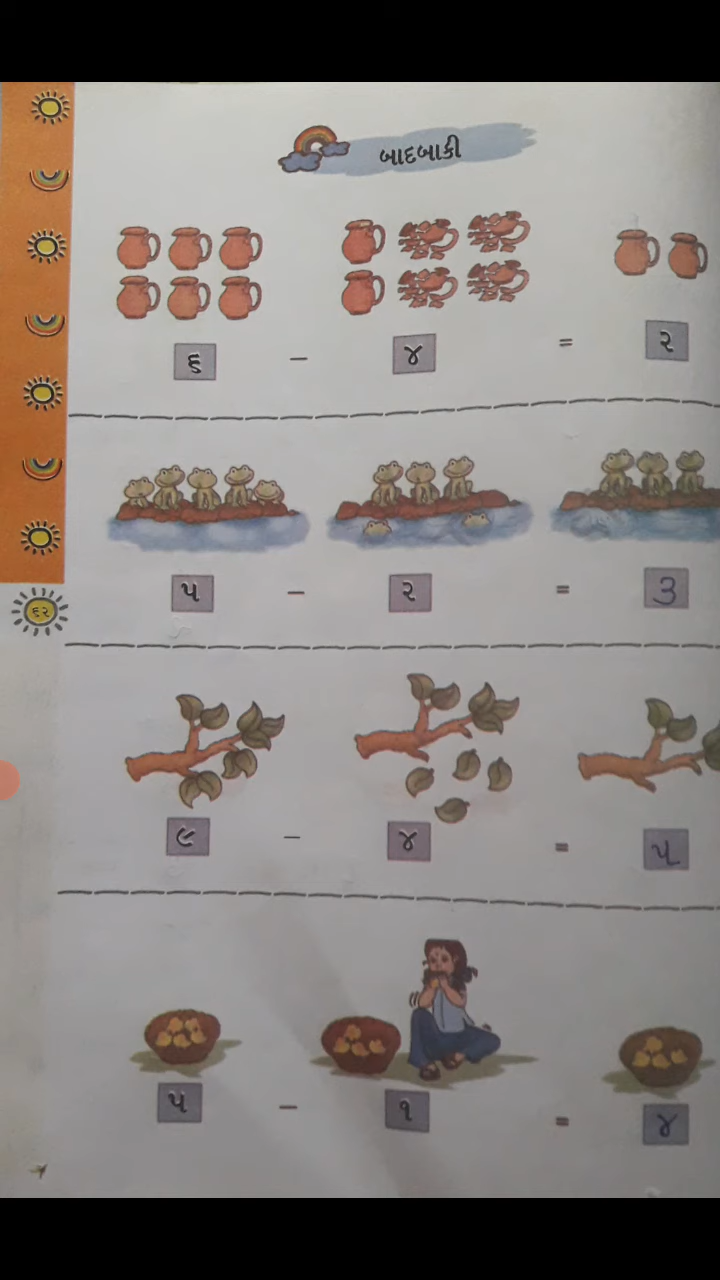 બાદબાકી
૬ – ૪ = ૨
૫ – ૨ = ૩
૬૨
૯ – ૪ = ૫
૫ – ૧ = ૪